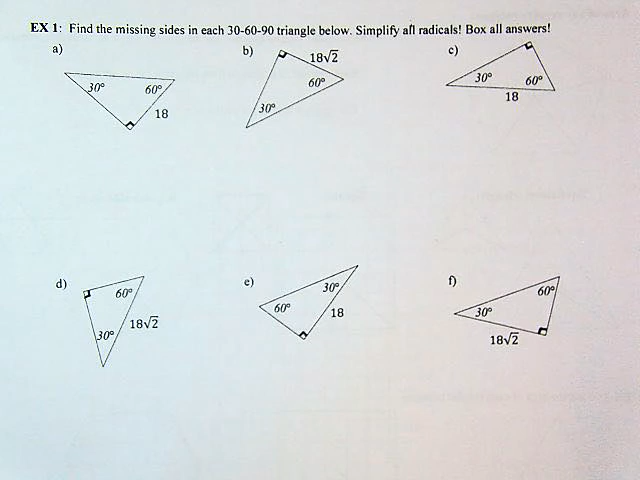 EX 1: Find the missing sides in each 30-60-90 triangle below. Simplify all radicals! Box all answers!
a)
30°
60°
18
b)
18√2
60°
30°
c)
30°
60°
18
d)
60°
30°
18√2
e)
30°
60°
18
f)
60°
30°
18√2